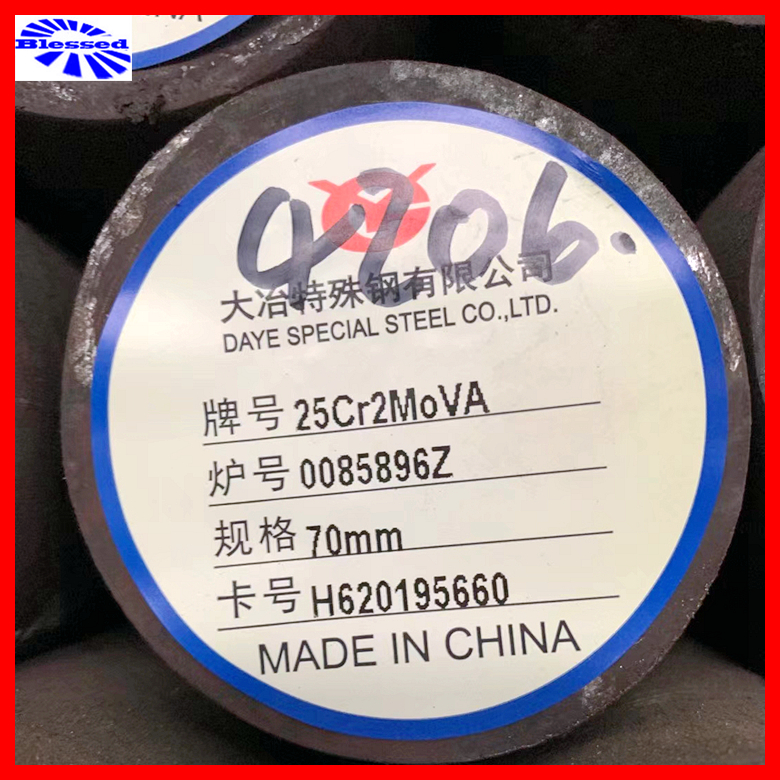 Blessed
4706.
大冶特殊钢有限公司
DAYE SPECIAL STEEL CO.,LTD.
牌号 25Cr2MoVA
炉号 0085896Z
规格 70mm
卡号 H620195660
MADE IN CHINA